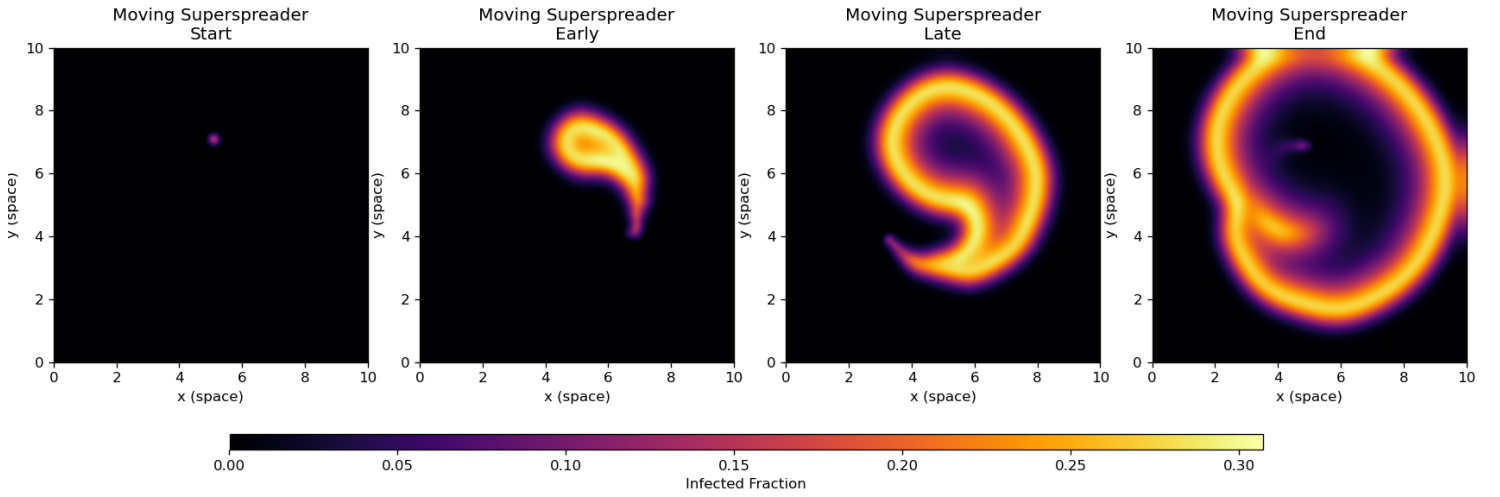 Moving Superspreader
Start
Moving Superspreader
Early
Moving Superspreader
Late
Moving Superspreader
End
10
8
6
4
2
0
y (space)
0 2 4 6 8 10
x (space)
10
8
6
4
2
0
y (space)
0 2 4 6 8 10
x (space)
10
8
6
4
2
0
y (space)
0 2 4 6 8 10
x (space)
10
8
6
4
2
0
y (space)
0 2 4 6 8 10
x (space)
0.00 0.05 0.10 0.15 0.20 0.25 0.30
Infected Fraction